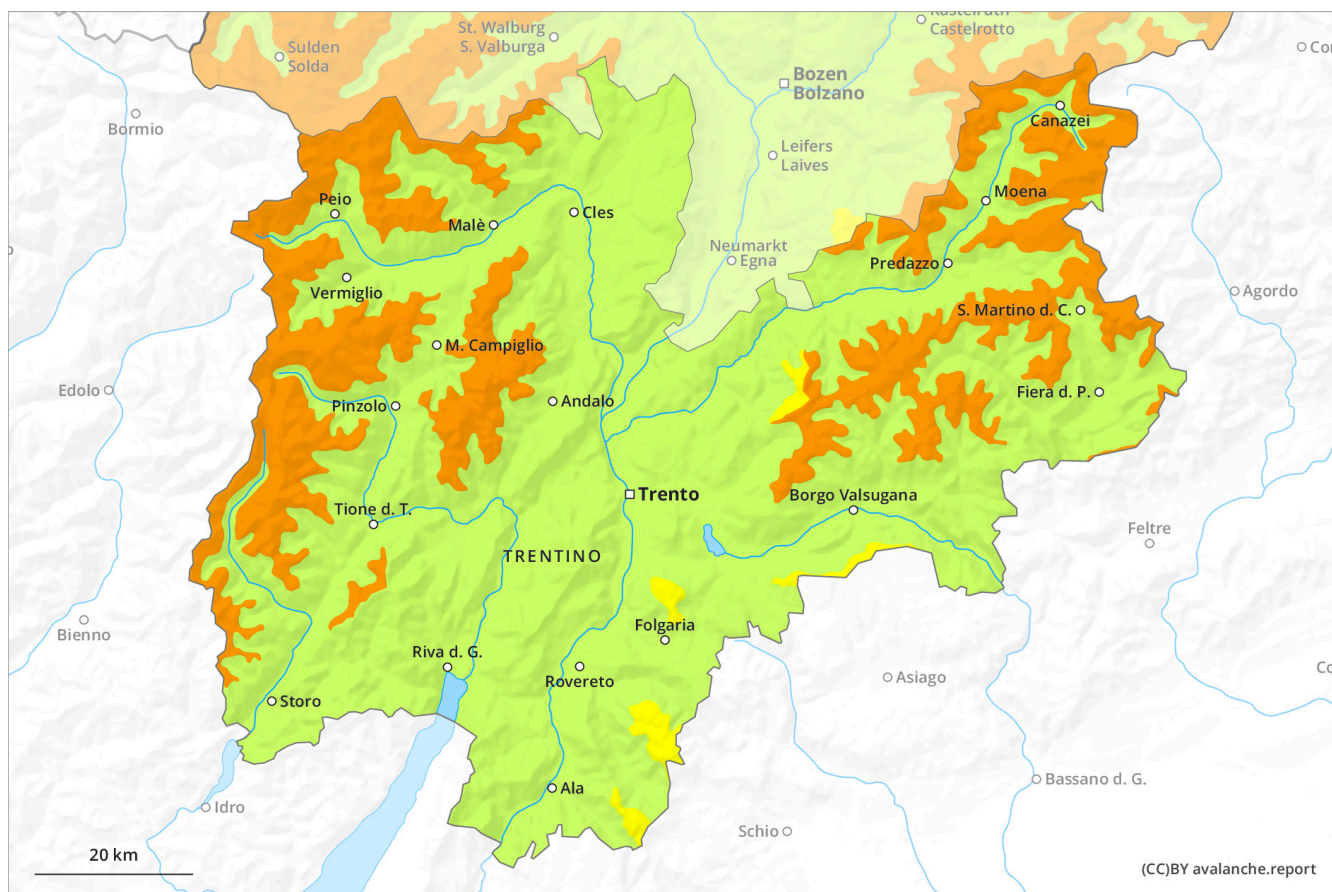 Kastelruth
Castelrotto
St. Walburg
S. Valburga
Sulden
Solda
Bozen
Bolzano
Bormio
Canazei
Leifers
Laives
Peio
Moena
Malè
Cles
Neumarkt
Egna
Predazzo
Vermiglio
Agordo
S. Martino d. C.
M. Campiglio
Edolo
Fiera d. P.
Andalo
Pinzolo
Trento
Borgo Valsugana
Tione d. T.
Feltre
TRENTINO
Bienno
Folgaria
Riva d. G.
Asiago
Rovereto
Storo
Bassano d. G.
Ala
Idro
Schio
20 km
(CC)BY avalanche.report